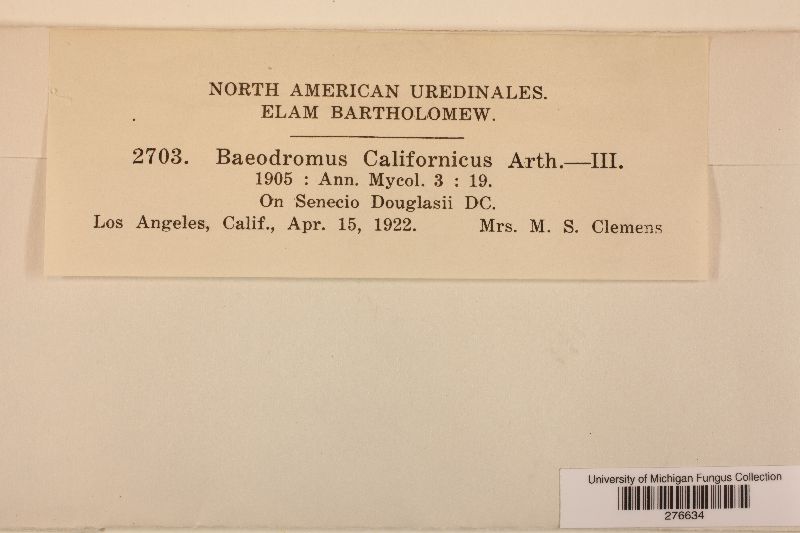 NORTH AMERICAN UREDINALES.
ELAM BARTHOLOMEW.
2703. Baeodromus Californicus Arth.—III.
1905 : Ann. Mycol. 3 : 19.
On Senecio Douglasii DC.
Los Angeles, Calif., Apr. 15, 1922. Mrs. M. S. Clemens
University of Michigan Fungus Collection
276634